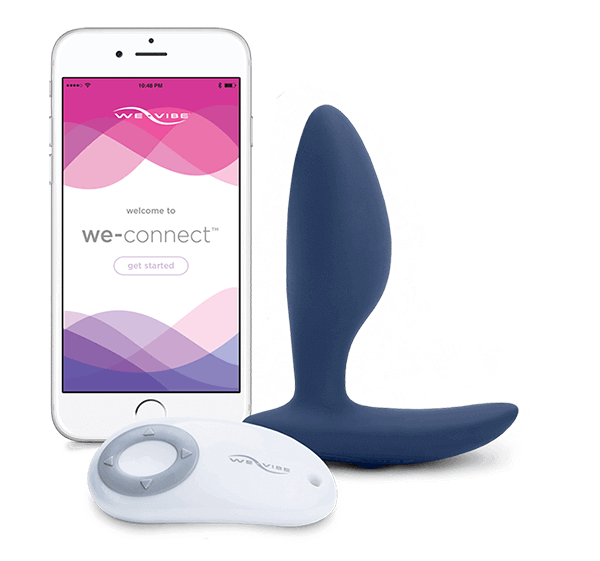 10:48 PM
WE-VIBE
welcome to
we-connect™
get started
WE-VIBE